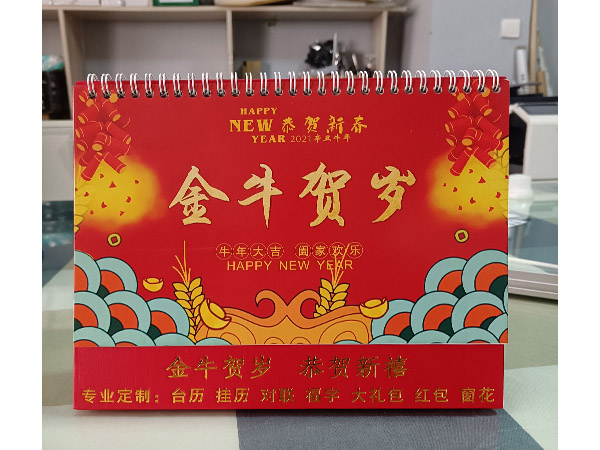 HAPPY
NEW 恭贺新春
YEAR 2021辛丑牛年
金牛贺岁
牛年大吉 阖家欢乐
HAPPY NEW YEAR
金牛贺岁 恭贺新禧
专业定制：台历 挂历 对联 福字 大礼包 红包 窗花